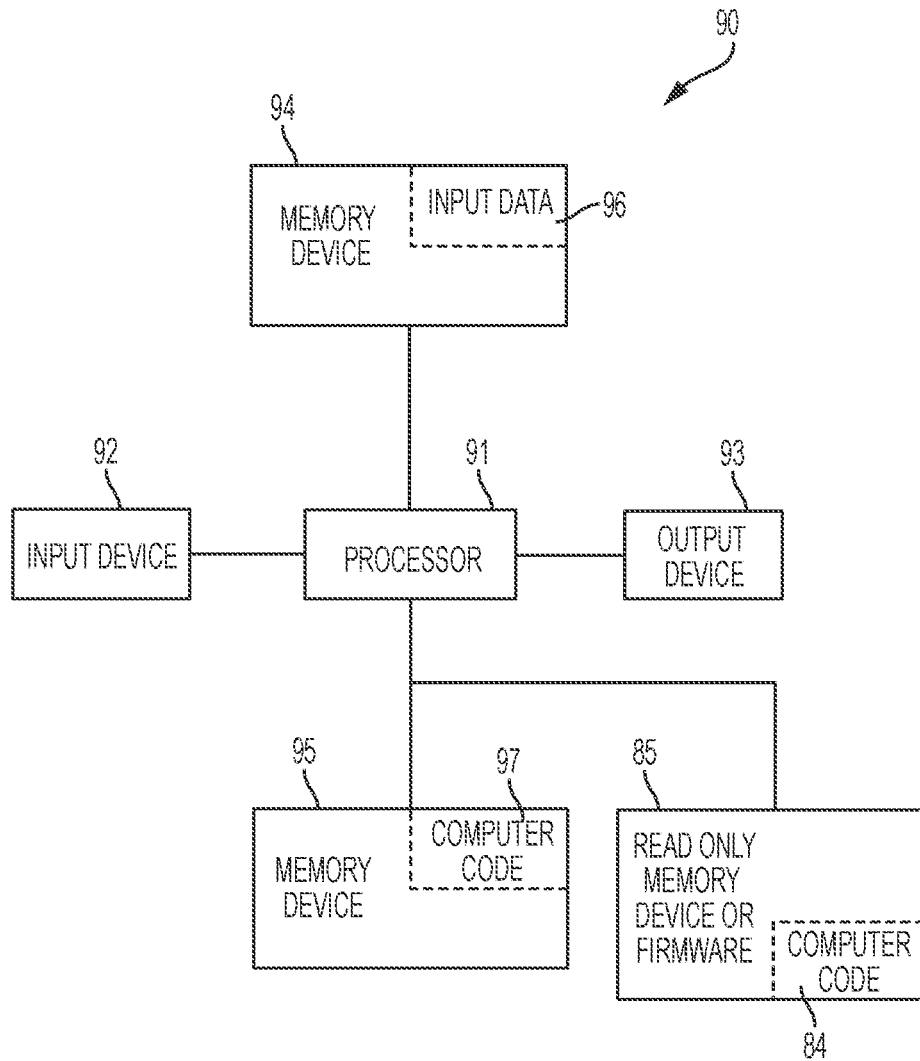 90
94
MEMORY
DEVICE
INPUT DATA
96
92
INPUT DEVICE
91
PROCESSOR
93
OUTPUT
DEVICE
95
MEMORY
DEVICE
97
COMPUTER
CODE
85
READ ONLY
MEMORY
DEVICE OR
FIRMWARE
COMPUTER
CODE
84